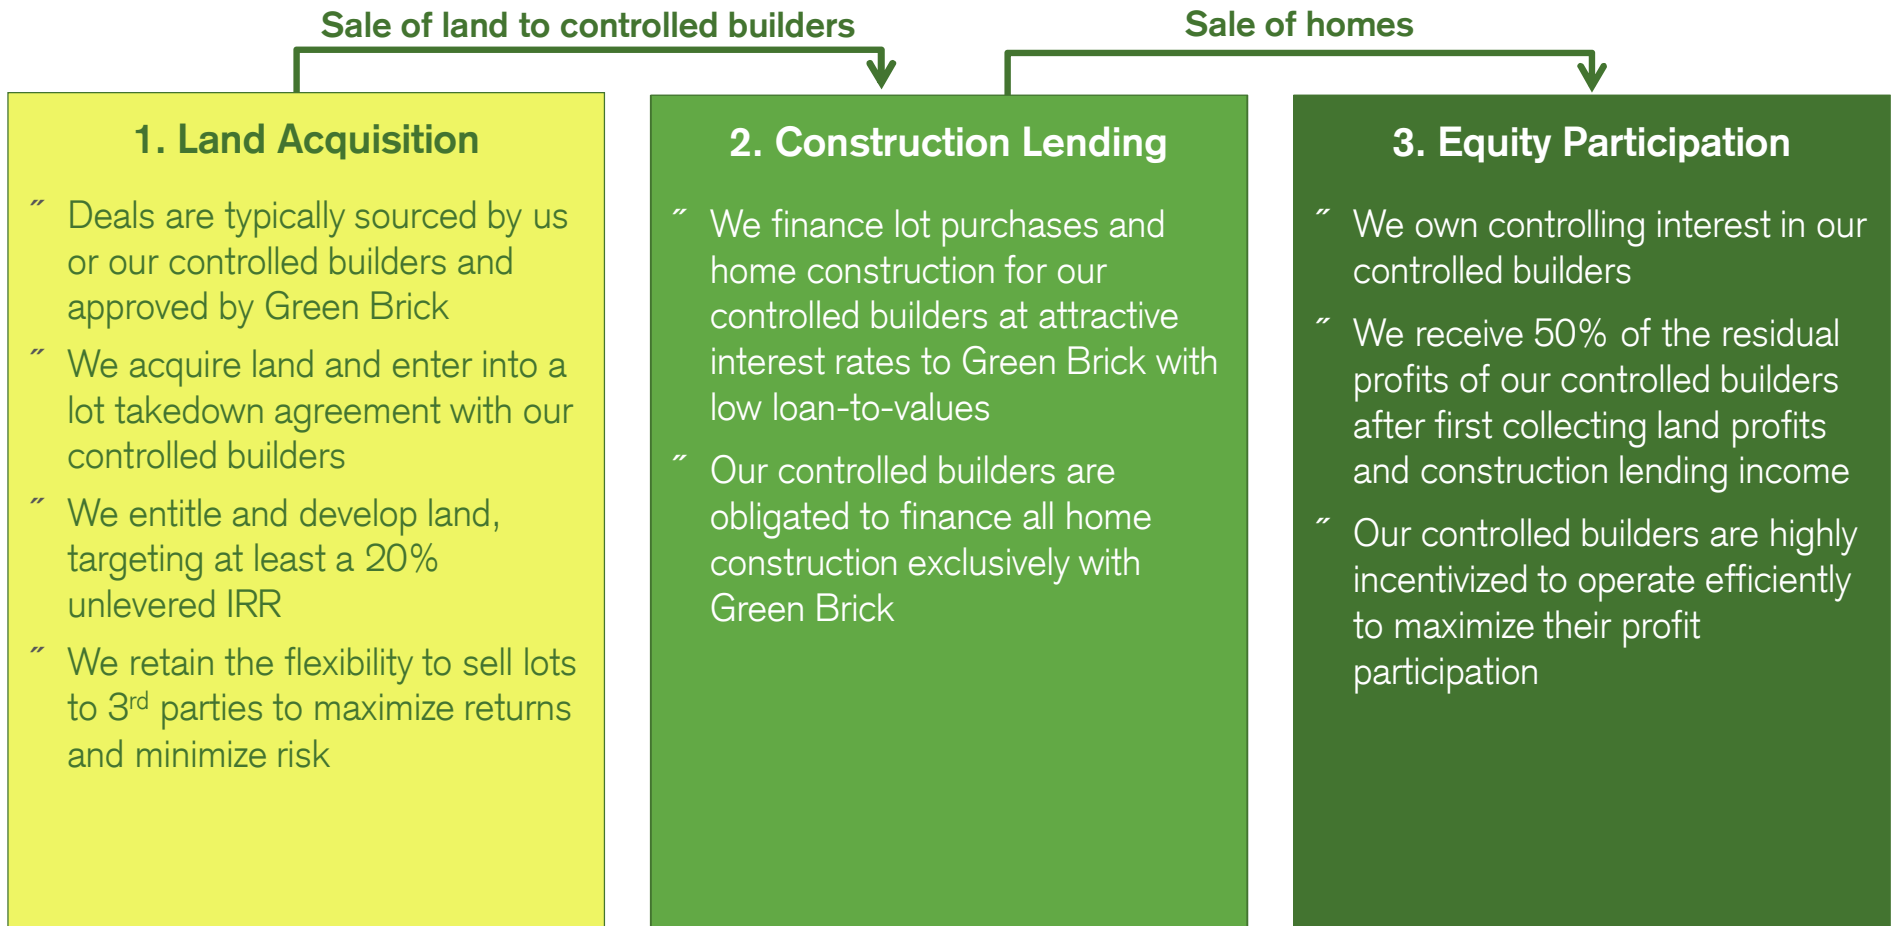 Sale of land to controlled builders
Sale of homes
1. Land Acquisition
˝ Deals are typically sourced by us
or our controlled builders and
approved by Green Brick
˝ We acquire land and enter into a
lot takedown agreement with our
controlled builders
˝ We entitle and develop land,
targeting at least a 20%
unlevered IRR
˝ We retain the flexibility to sell lots
to 3rd parties to maximize returns
and minimize risk
2. Construction Lending
˝ We finance lot purchases and
home construction for our
controlled builders at attractive
interest rates to Green Brick with
low loan-to-values
˝ Our controlled builders are
obligated to finance all home
construction exclusively with
Green Brick
3. Equity Participation
˝ We own controlling interest in our
controlled builders
˝ We receive 50% of the residual
profits of our controlled builders
after first collecting land profits
and construction lending income
˝ Our controlled builders are highly
incentivized to operate efficiently
to maximize their profit
participation